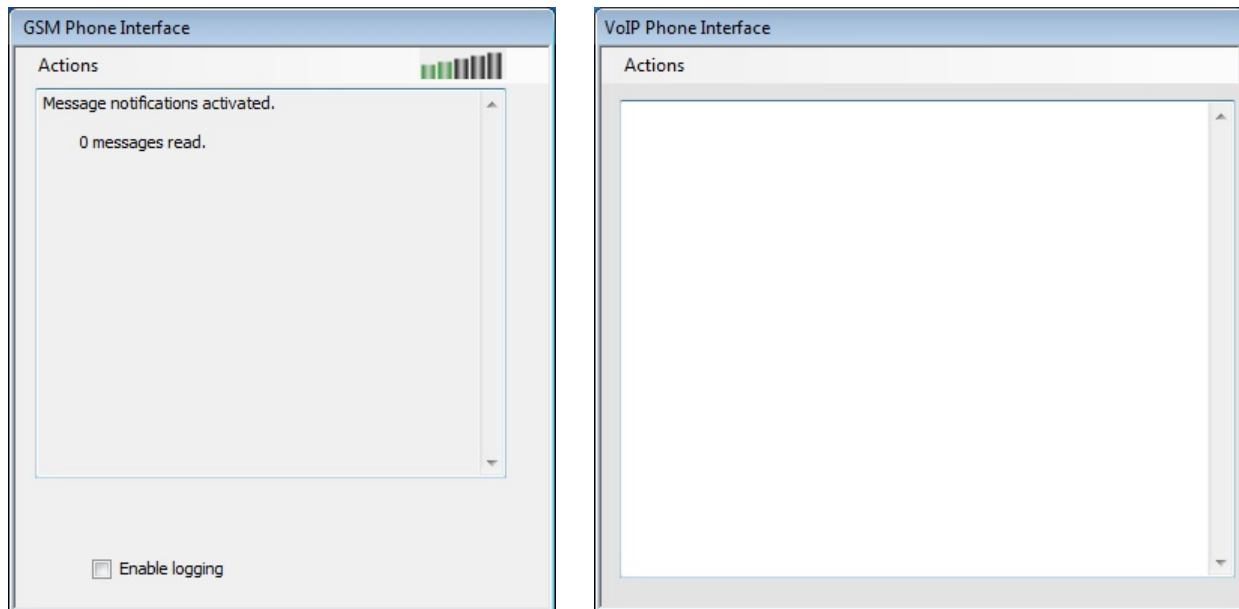 GSM Phone Interface
Actions
Message notifications activated.
0 messages read.
Enable logging
VoIP Phone Interface
Actions